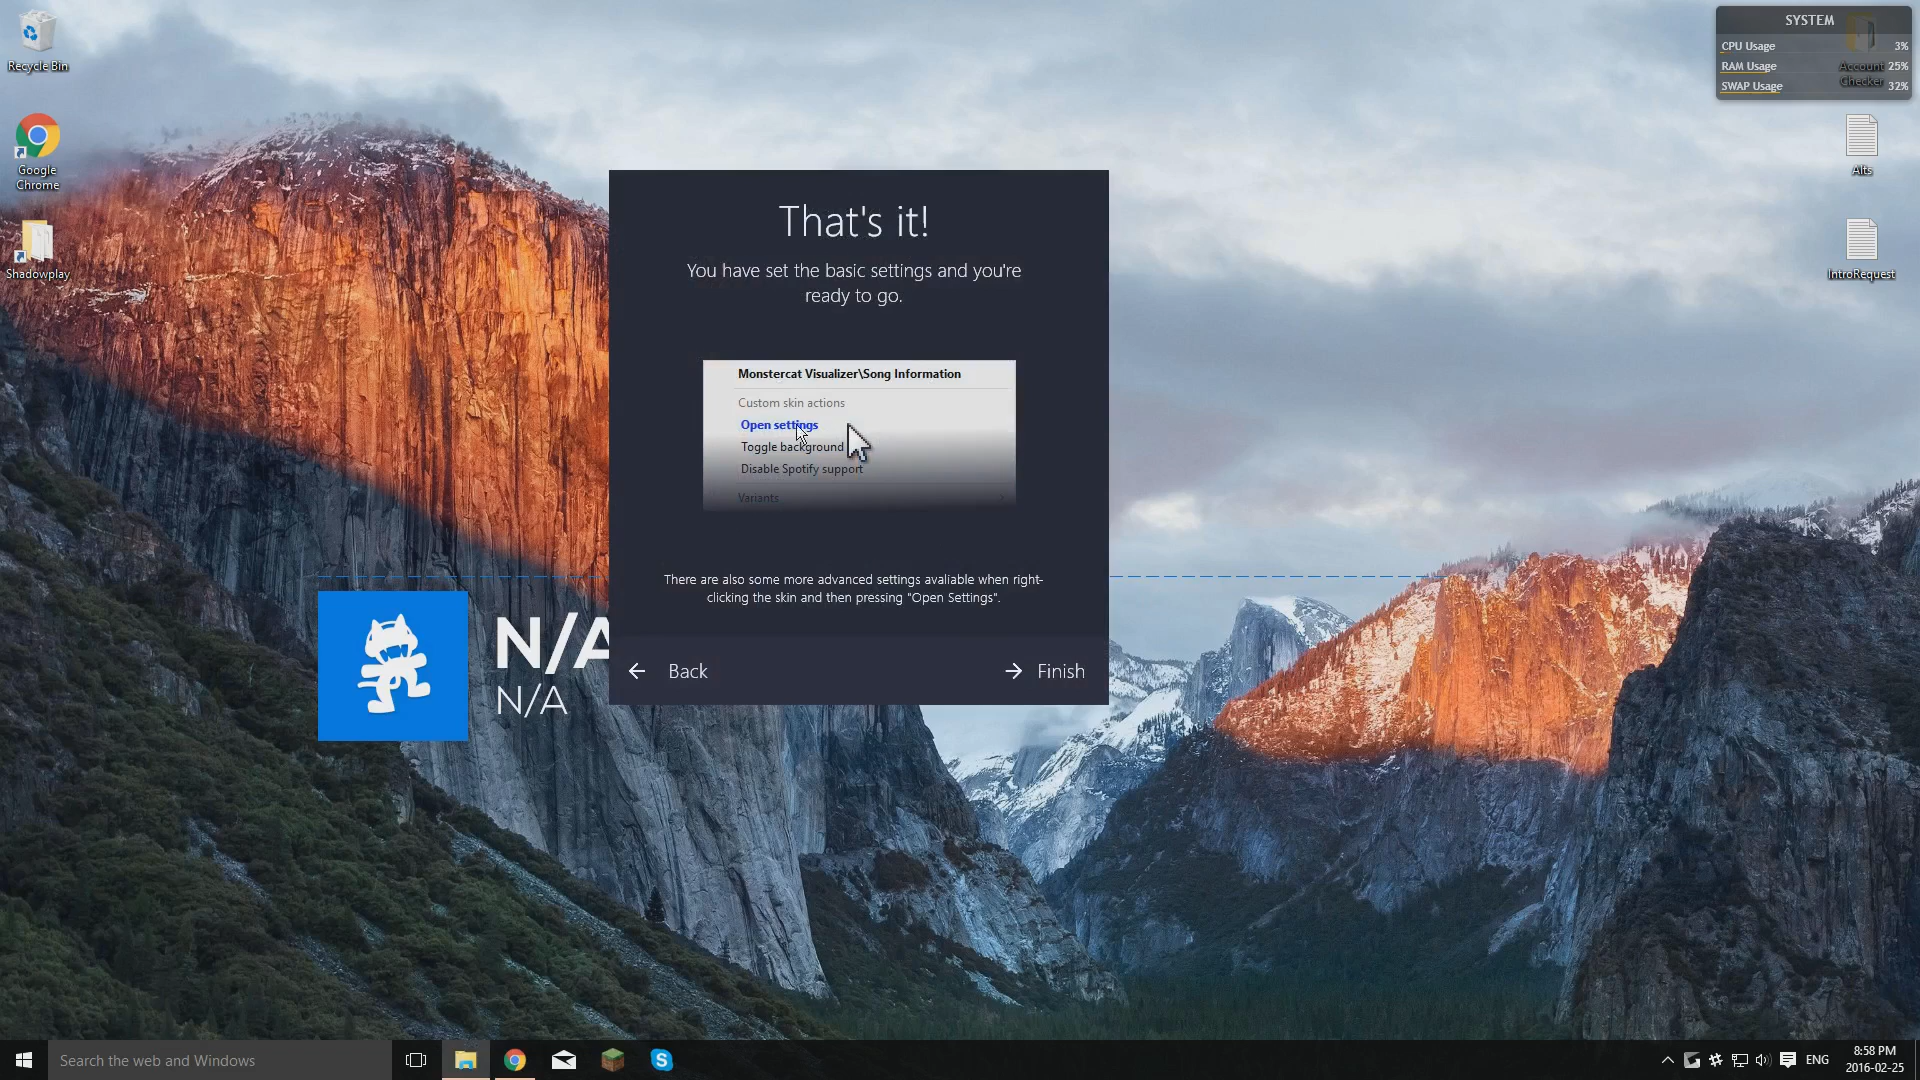 Recycle Bin
Google
Chrome
Shadowplay
SYSTEM
CPU Usage 3%
RAM Usage 25%
SWAP Usage 32%
Account
Checker
Alts
IntroRequest
That's it!
You have set the basic settings and you're
ready to go.
Monstercat Visualizer\Song Information
Custom skin actions
Open settings
Toggle background
Disable Spotify support
Variants
There are also some more advanced settings avaliable when right-
clicking the skin and then pressing "Open Settings".
Back
Finish
N/A
N/A
Search the web and Windows
ENG
8:58 PM
2016-02-25